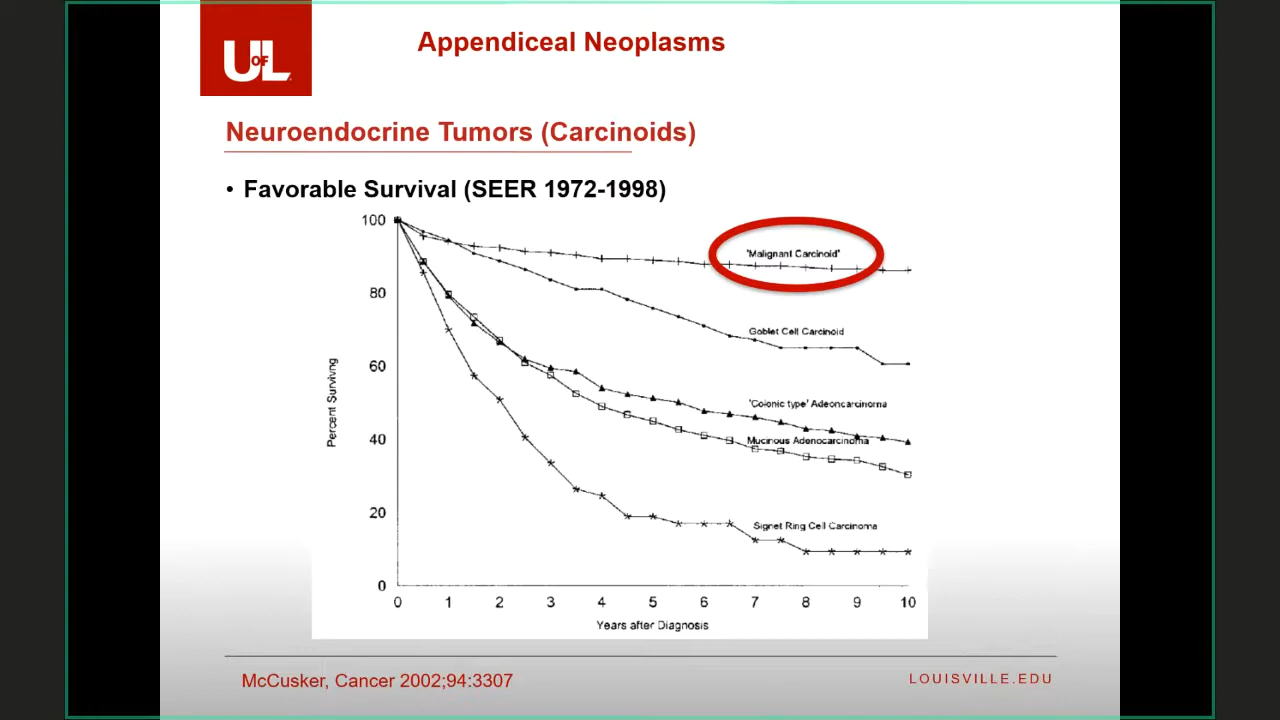 UofL
Appendiceal Neoplasms
Neuroendocrine Tumors (Carcinoids)
• Favorable Survival (SEER 1972-1998)
100
80
60
40
20
0
Percent Surviving
'Malignant Carcinoid'
Goblet Cell Carcinoid
'Colonic type' Adeoncarcinoma
Mucinous Adenocarcinoma
Signet Ring Cell Carcinoma
0 1 2 3 4 5 6 7 8 9 10
Years after Diagnosis
McCusker, Cancer 2002;94:3307
LOUISVILLE.EDU